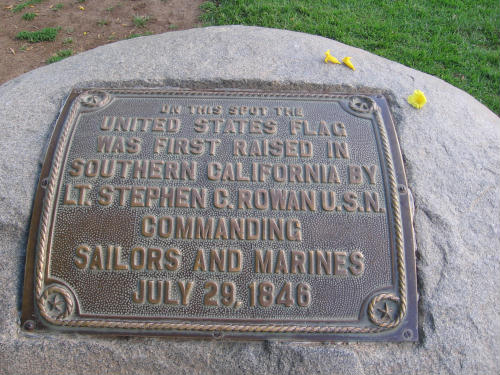 ON THIS SPOT THE
UNITED STATES FLAG
WAS FIRST RAISED IN
SOUTHERN CALIFORNIA BY
LT. STEPHEN C. ROWAN U.S.N.
COMMANDING
SAILORS AND MARINES
JULY 29, 1846